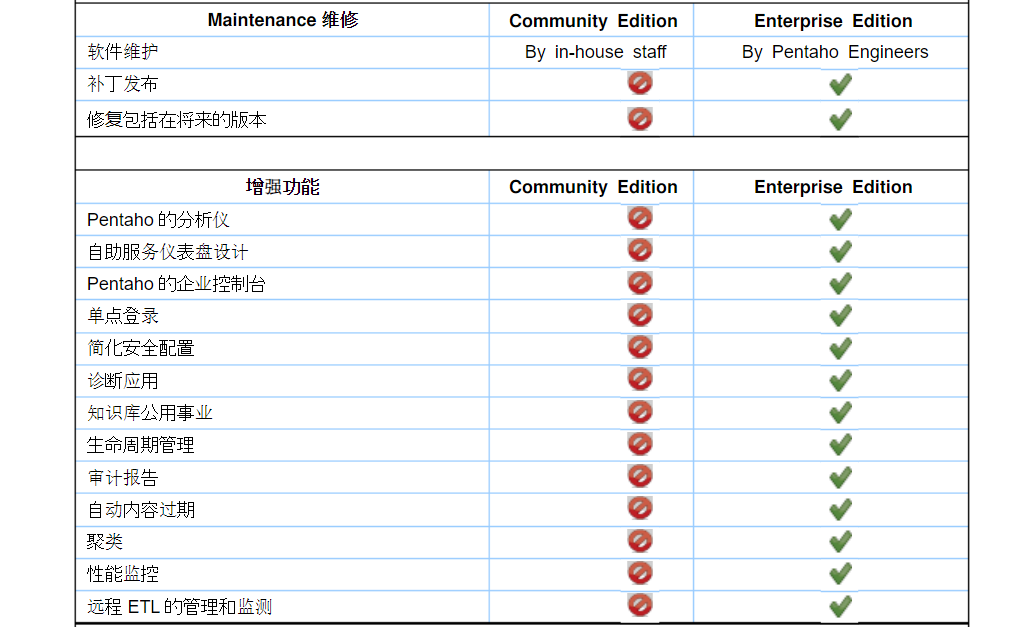 Maintenance 维修 Community Edition Enterprise Edition
软件维护 By in-house staff By Pentaho Engineers
补丁发布
修复包括在将来的版本
增强功能 Community Edition Enterprise Edition
Pentaho 的分析仪
自助服务仪表盘设计
Pentaho 的企业控制台
单点登录
简化安全配置
诊断应用
知识库公用事业
生命周期管理
审计报告
自动内容过期
聚类
性能监控
远程 ETL 的管理和监测